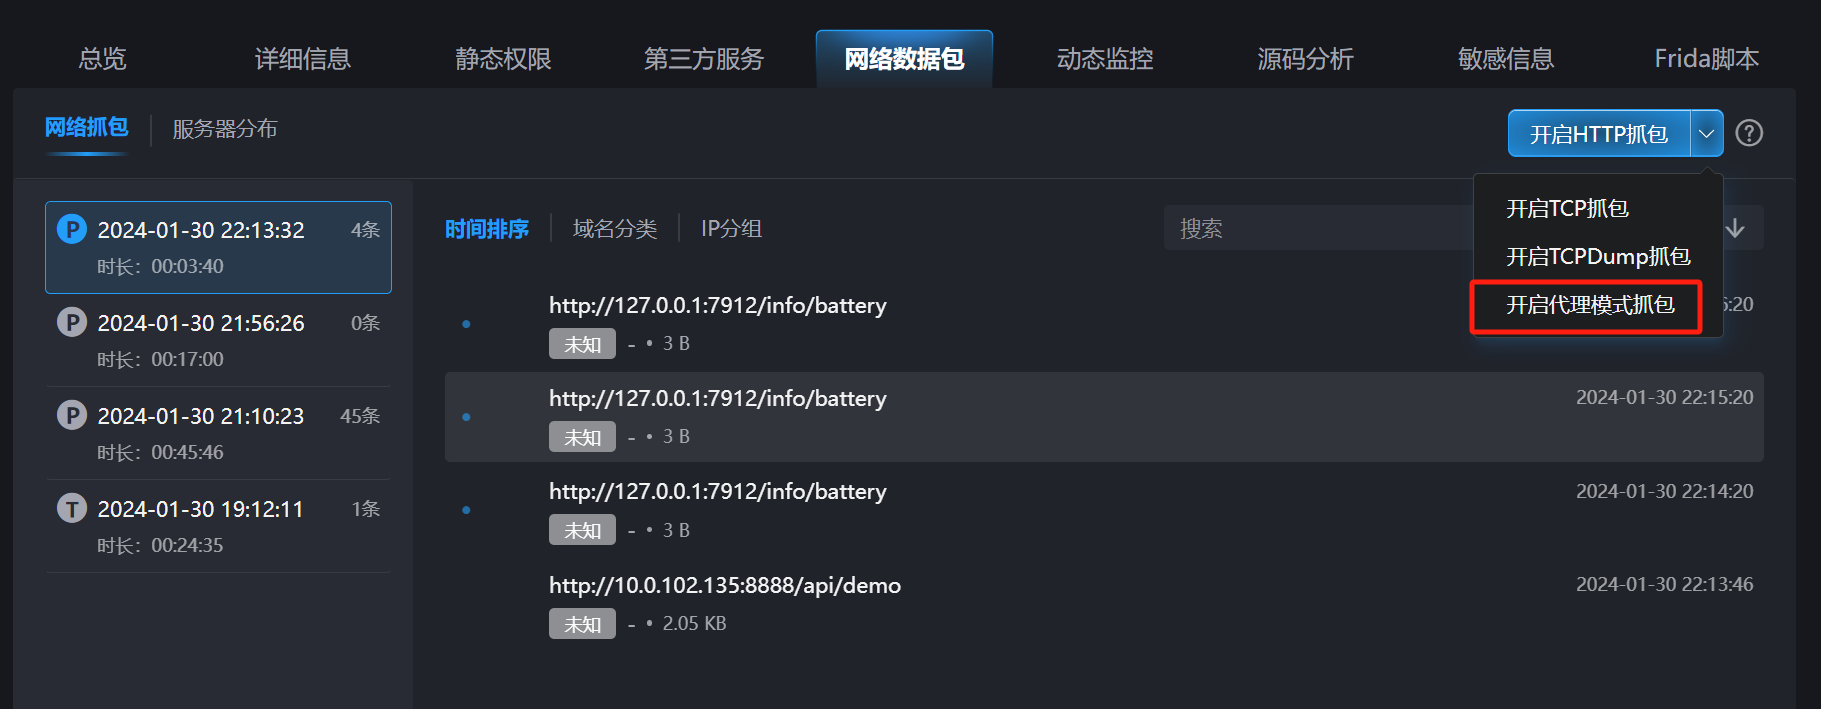 总览
详细信息
静态权限
第三方服务
网络数据包
动态监控
源码分析
敏感信息
Frida脚本
网络抓包
服务器分布
开启HTTP抓包
开启TCP抓包
开启TCPDump抓包
开启代理模式抓包
P 2024-01-30 22:13:32 4条
时长：00:03:40
P 2024-01-30 21:56:26 0条
时长：00:17:00
P 2024-01-30 21:10:23 45条
时长：00:45:46
T 2024-01-30 19:12:11 1条
时长：00:24:35
时间排序
域名分类
IP分组
搜索
http://127.0.0.1:7912/info/battery
:20
未知 - • 3 B
http://127.0.0.1:7912/info/battery
2024-01-30 22:15:20
未知 - • 3 B
http://127.0.0.1:7912/info/battery
2024-01-30 22:14:20
未知 - • 3 B
http://10.0.102.135:8888/api/demo
2024-01-30 22:13:46
未知 - • 2.05 KB